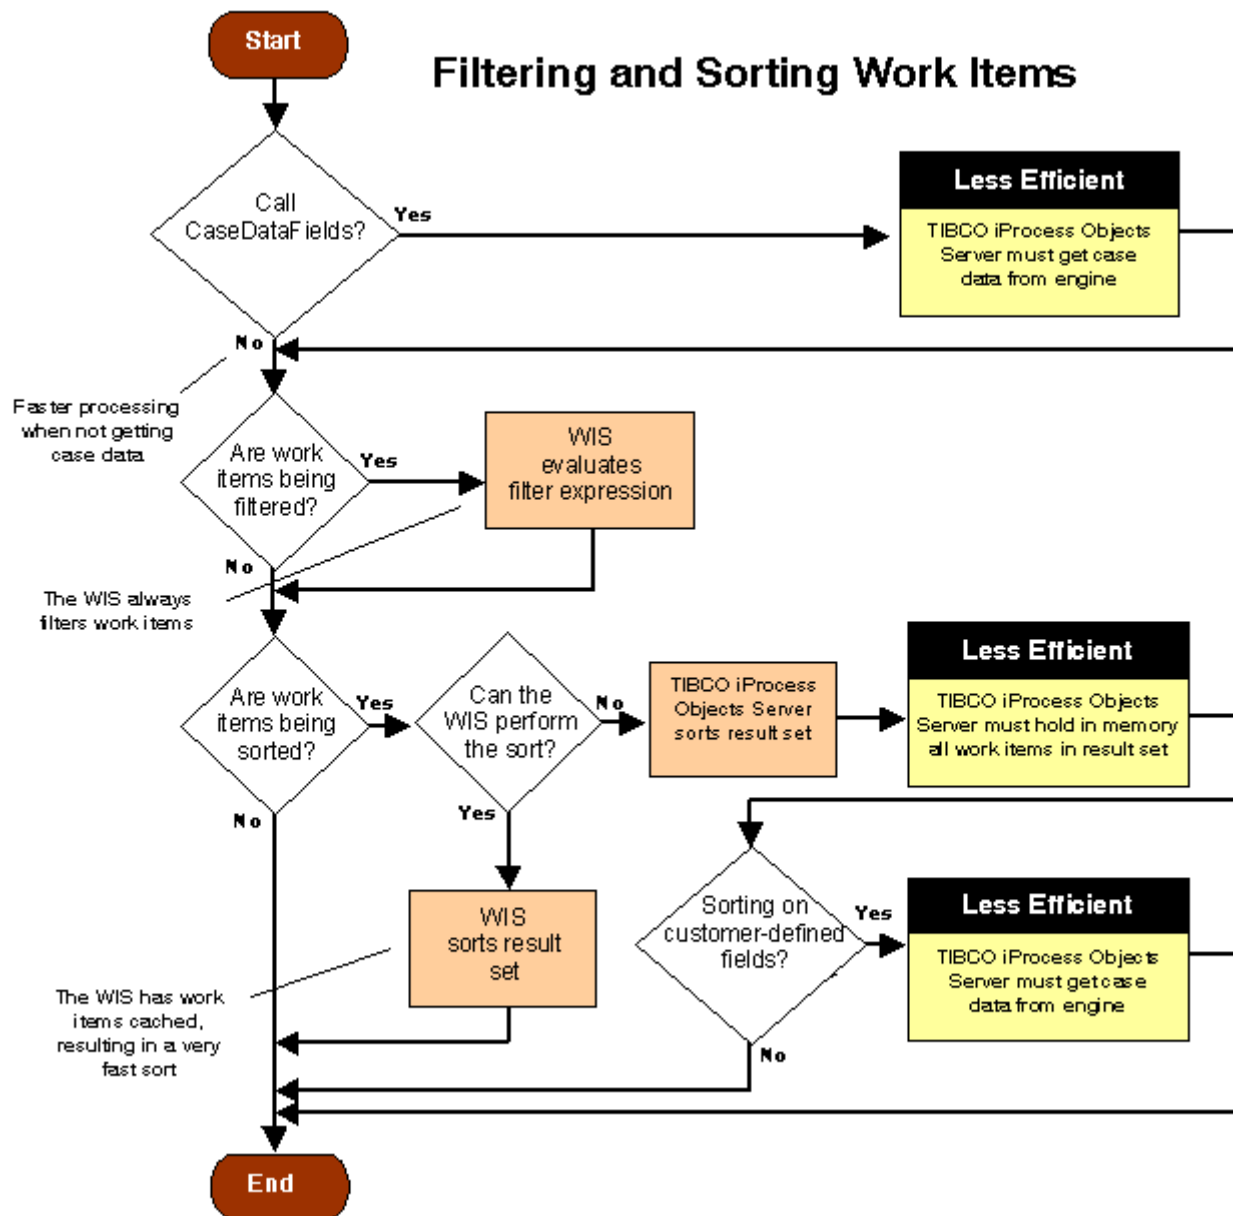 Start
Filtering and Sorting Work Items
Call
CaseDataFields?
Yes
Less Efficient
TIBCO iProcess Objects
Server must get case
data from engine
No
Faster processing
when not getting
case data
Are work
items being
filtered?
Yes
WIS
evaluates
filter expression
No
The WIS always
filters work items
Are work
items being
sorted?
Yes
Can the
WIS perform
the sort?
No
TIBCO iProcess
Objects Server
sorts result set
Less Efficient
TIBCO iProcess Objects
Server must hold in memory
all work items in result set
No
Yes
WIS
sorts result
set
Sorting on
customer-defined
fields?
Yes
Less Efficient
TIBCO iProcess Objects
Server must get case
data from engine
The WIS has work
items cached,
resulting in a very
fast sort
No
End